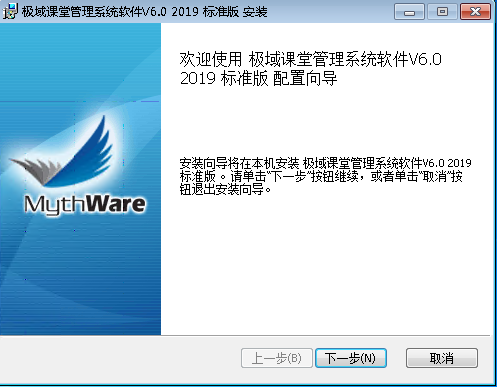 极域课堂管理系统软件V6.0 2019 标准版 安装
欢迎使用 极域课堂管理系统软件V6.0
2019 标准版 配置向导
安装向导将在本机安装 极域课堂管理系统软件V6.0 2019
标准版 。请单击“下一步”按钮继续，或者单击“取消”按
钮退出安装向导。
MythWare
上一步(B)
下一步(N)
取消